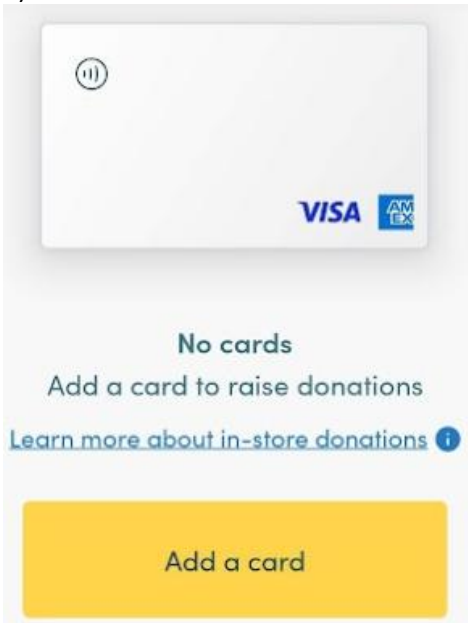 VISA AM
EX
No cards
Add a card to raise donations
Learn more about in-store donations i
Add a card